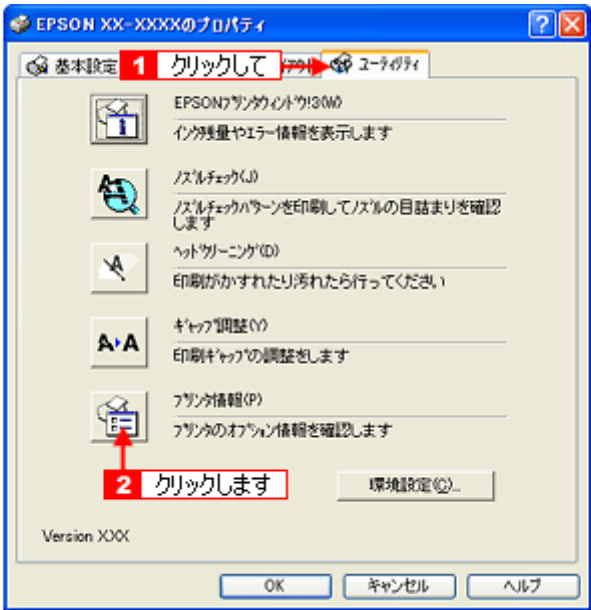 EPSON XX-XXXXのプロパティ
基本設定 1 クリックして ユーティリティ
EPSONプリンタウィンドウ!3(W)
インク残量やエラー情報を表示します
ノズルチェック(J)
ノズルチェックパターンを印刷してノズルの目詰まりを確認
します
ヘッドクリーニング(D)
印刷がかすれたり汚れたら行ってください
ギャップ調整(Y)
印刷ギャップの調整をします
プリンタ情報(P)
プリンタのオプション情報を確認します
2 クリックします
環境設定(C)...
Version XXX
OK キャンセル ヘルプ